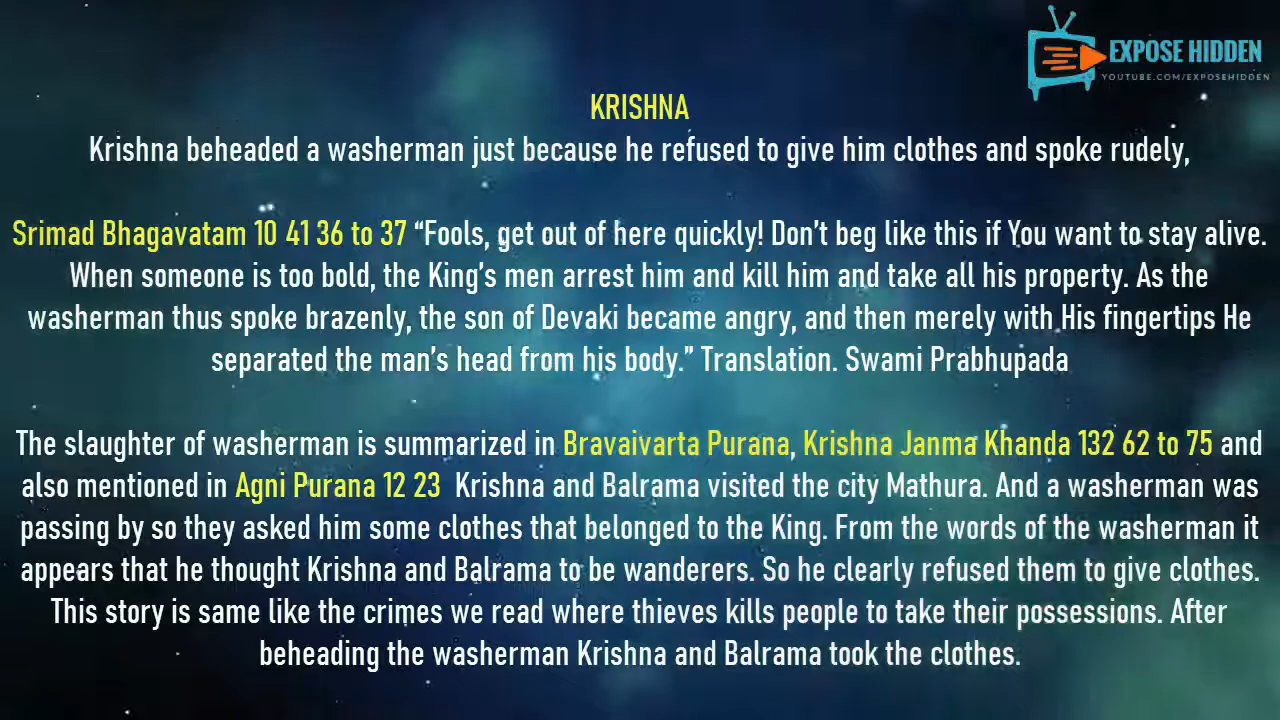 EXPOSE HIDDEN
YOUTUBE.COM/EXPOSEHIDDEN
KRISHNA
Krishna beheaded a washerman just because he refused to give him clothes and spoke rudely,
Srimad Bhagavatam 10 41 36 to 37 “Fools, get out of here quickly! Don’t beg like this if You want to stay alive.
When someone is too bold, the King’s men arrest him and kill him and take all his property. As the
washerman thus spoke brazenly, the son of Devaki became angry, and then merely with His fingertips He
separated the man’s head from his body.” Translation. Swami Prabhupada
The slaughter of washerman is summarized in Bravaivarta Purana, Krishna Janma Khanda 132 62 to 75 and
also mentioned in Agni Purana 12 23 Krishna and Balrama visited the city Mathura. And a washerman was
passing by so they asked him some clothes that belonged to the King. From the words of the washerman it
appears that he thought Krishna and Balrama to be wanderers. So he clearly refused them to give clothes.
This story is same like the crimes we read where thieves kills people to take their possessions. After
beheading the washerman Krishna and Balrama took the clothes.